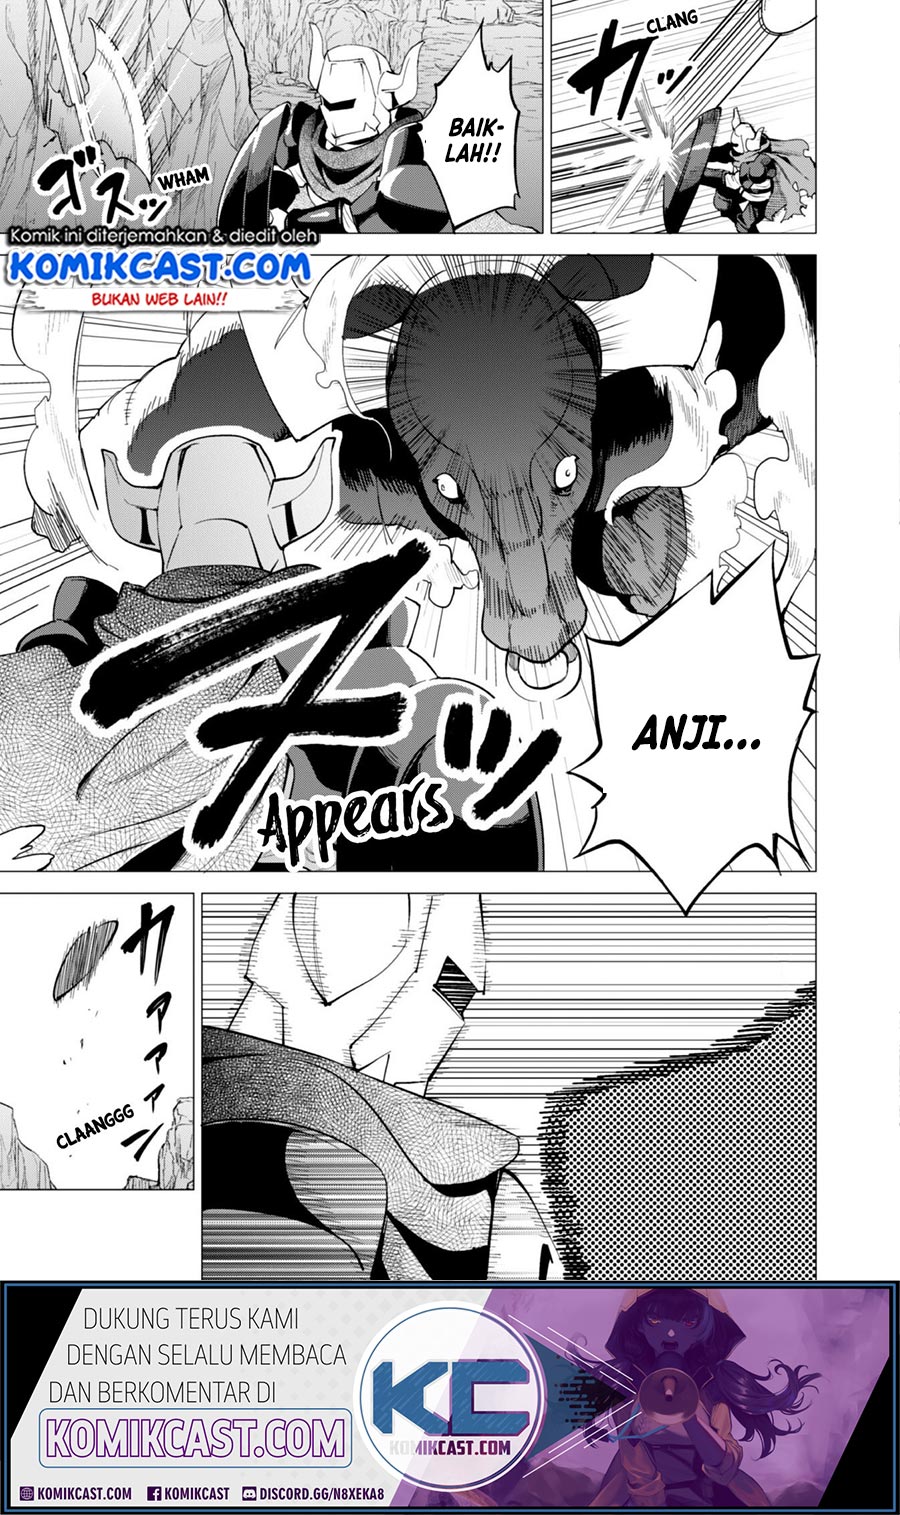 CLANG
カッ
BAIK-
LAH!!
ゴスッ
WHAM
Komik ini diterjemahkan & diedit oleh
KOMIKCAST.COM
BUKAN WEB LAIN!!
ヌッ
Appears
ANJI...
カァァァン
CLAANGGG
DUKUNG TERUS KAMI
DENGAN SELALU MEMBACA
DAN BERKOMENTAR DI
KOMIKCAST.COM
KC
KOMIKCAST.COM
KOMIKCAST.COM
KOMIKCAST
DISCORD.GG/N8XEKA8